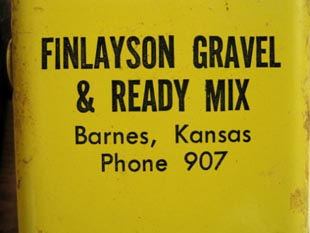 FINLAYSON GRAVEL
& READY MIX
Barnes, Kansas
Phone 907